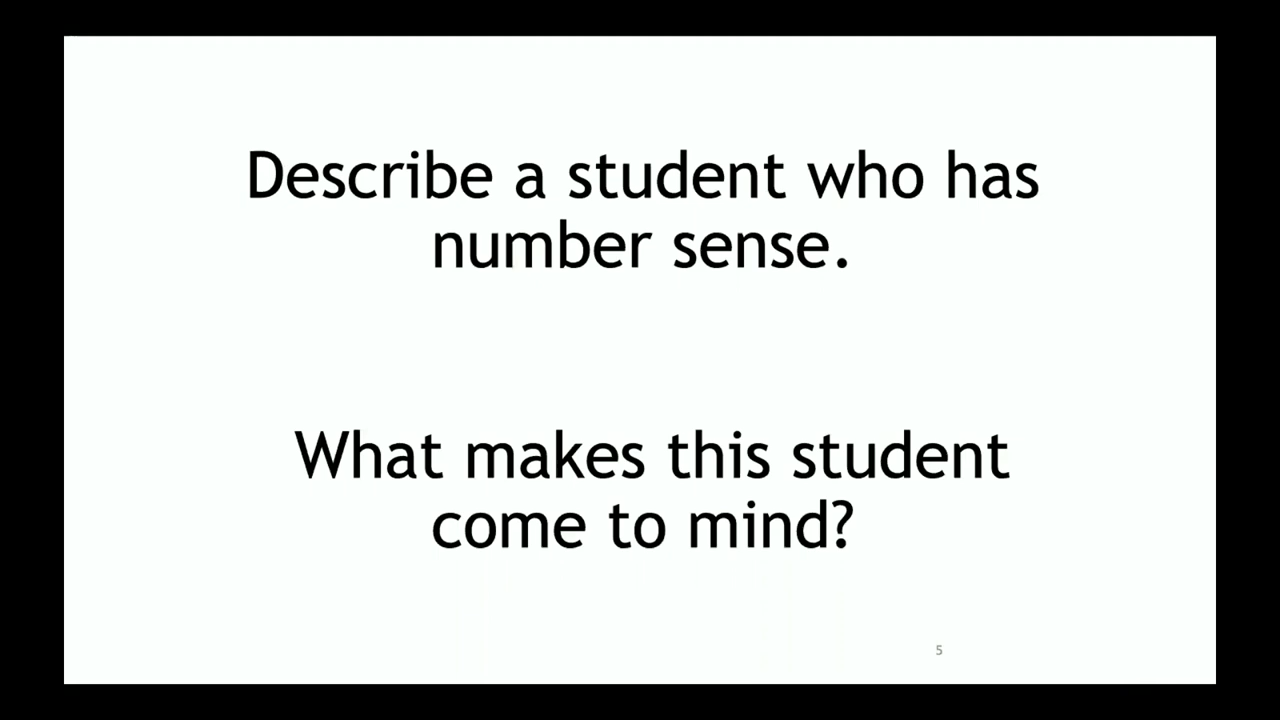 Describe a student who has
number sense.
What makes this student
come to mind?
5